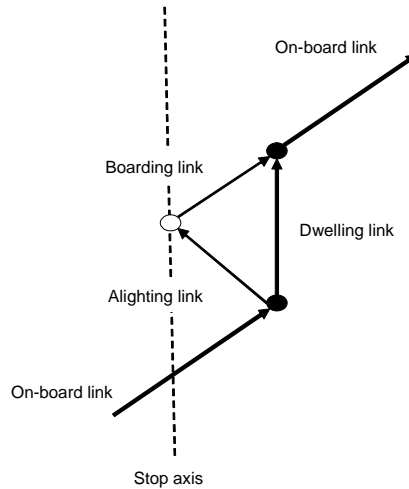 On-board link
Boarding link
Dwelling link
Alighting link
On-board link
Stop axis